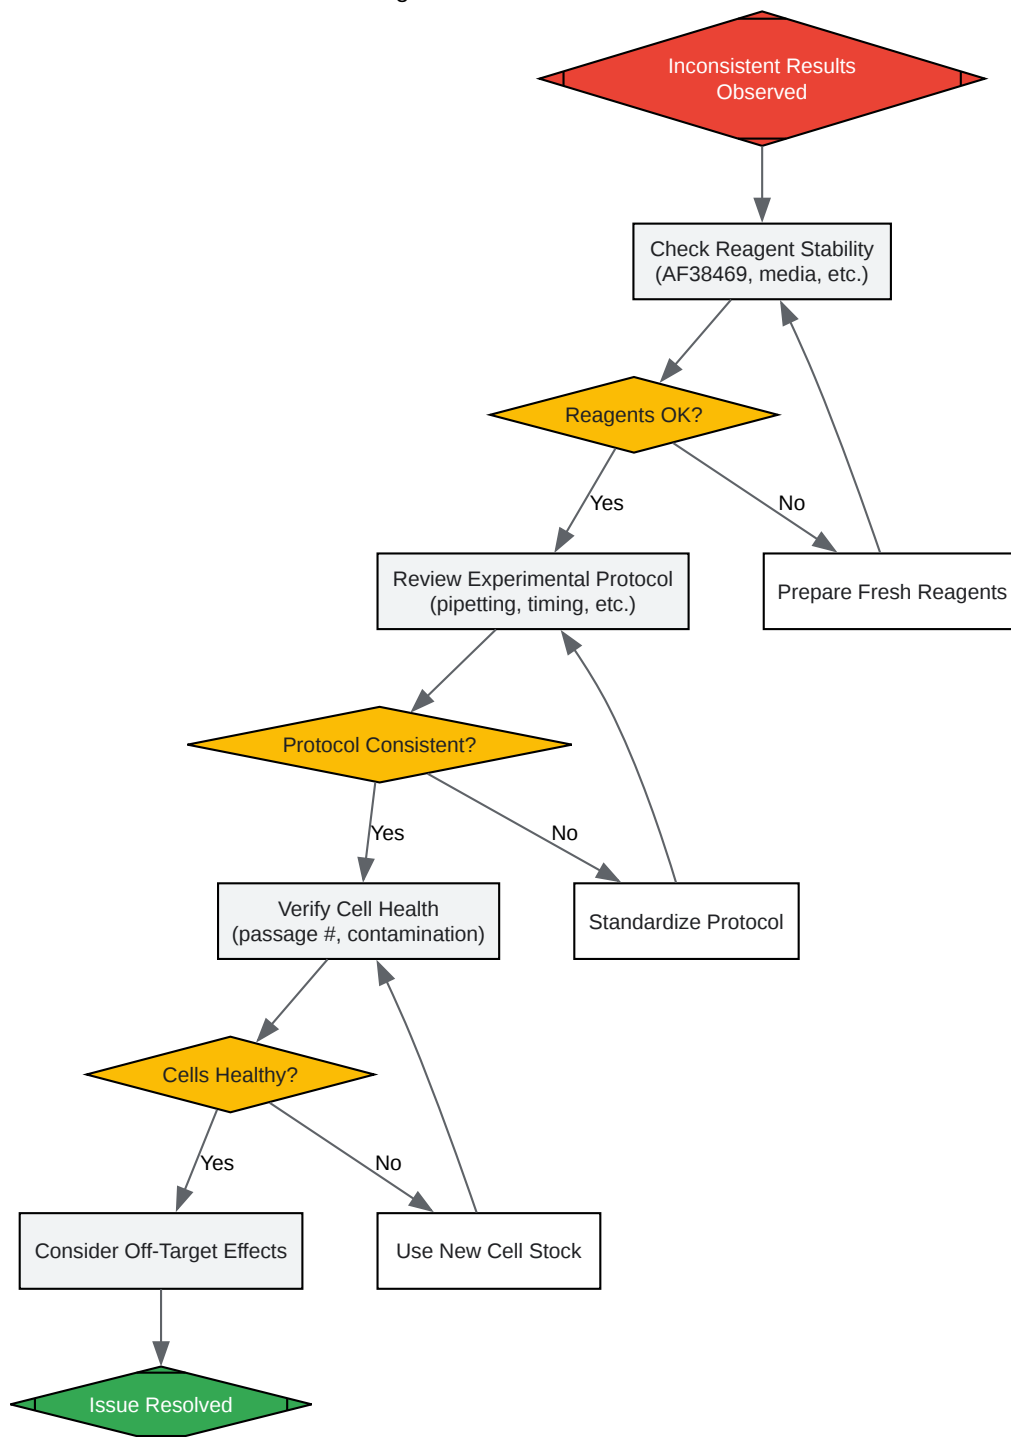 Inconsistent Results
Observed
Check Reagent Stability
(AF38469, media, etc.)
Reagents OK?
Yes
No
Review Experimental Protocol
(pipetting, timing, etc.)
Prepare Fresh Reagents
Protocol Consistent?
Yes
No
Verify Cell Health
(passage #, contamination)
Standardize Protocol
Cells Healthy?
Yes
No
Consider Off-Target Effects
Use New Cell Stock
Issue Resolved